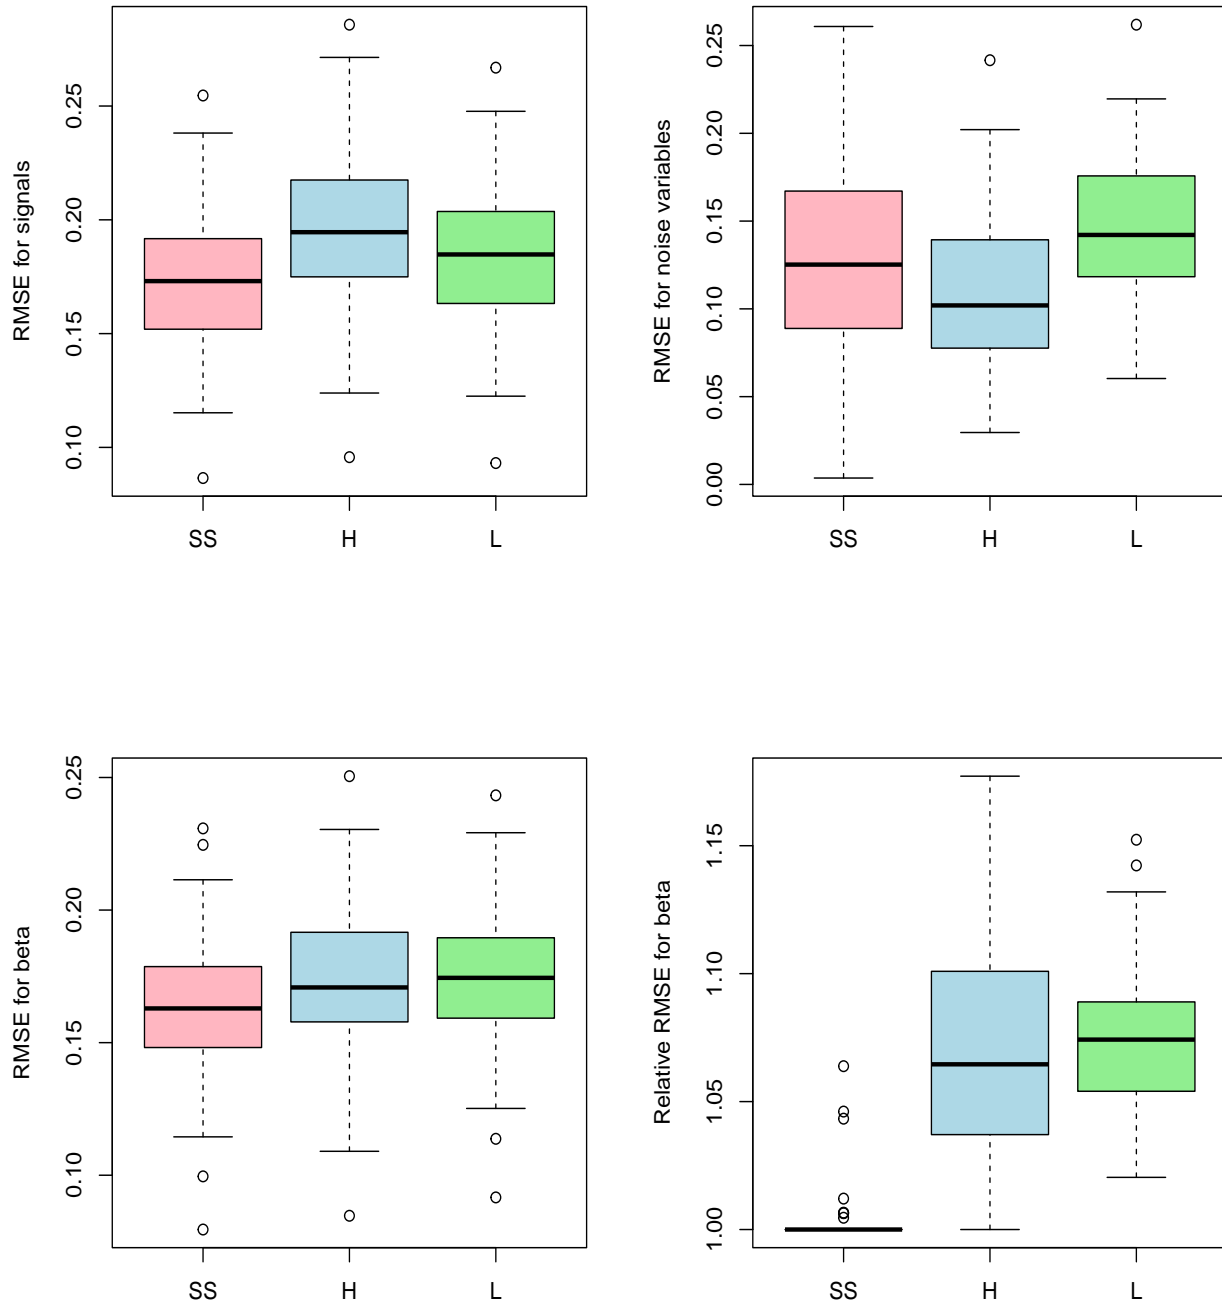 RMSE for signals
0.25
0.20
0.15
0.10
SS H L
RMSE for noise variables
0.25
0.20
0.15
0.10
0.05
0.00
SS H L
RMSE for beta
0.25
0.20
0.15
0.10
SS H L
Relative RMSE for beta
1.15
1.10
1.05
1.00
SS H L